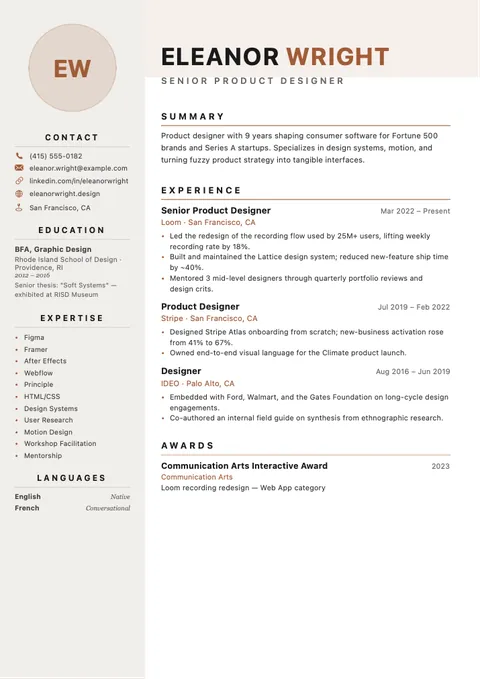 EW
CONTACT
(415) 555-0182
eleanor.wright@example.com
linkedin.com/in/eleanorwright
eleanorwright.design
San Francisco, CA
EDUCATION
BFA, Graphic Design
Rhode Island School of Design ·
Providence, RI
2012 – 2016
Senior thesis: "Soft Systems" —
exhibited at RISD Museum
EXPERTISE
• Figma
• Framer
• After Effects
• Webflow
• Principle
• HTML/CSS
• Design Systems
• User Research
• Motion Design
• Workshop Facilitation
• Mentorship
LANGUAGES
English Native
French Conversational
ELEANOR WRIGHT
SENIOR PRODUCT DESIGNER
SUMMARY
Product designer with 9 years shaping consumer software for Fortune 500
brands and Series A startups. Specializes in design systems, motion, and
turning fuzzy product strategy into tangible interfaces.
EXPERIENCE
Senior Product Designer Mar 2022 – Present
Loom · San Francisco, CA
• Led the redesign of the recording flow used by 25M+ users, lifting weekly
recording rate by 18%.
• Built and maintained the Lattice design system; reduced new-feature ship time
by ~40%.
• Mentored 3 mid-level designers through quarterly portfolio reviews and
design crits.
Product Designer Jul 2019 – Feb 2022
Stripe · San Francisco, CA
• Designed Stripe Atlas onboarding from scratch; new-business activation rose
from 41% to 67%.
• Owned end-to-end visual language for the Climate product launch.
Designer Aug 2016 – Jun 2019
IDEO · Palo Alto, CA
• Embedded with Ford, Walmart, and the Gates Foundation on long-cycle design
engagements.
• Co-authored an internal field guide on synthesis from ethnographic research.
AWARDS
Communication Arts Interactive Award 2023
Communication Arts
Loom recording redesign — Web App category